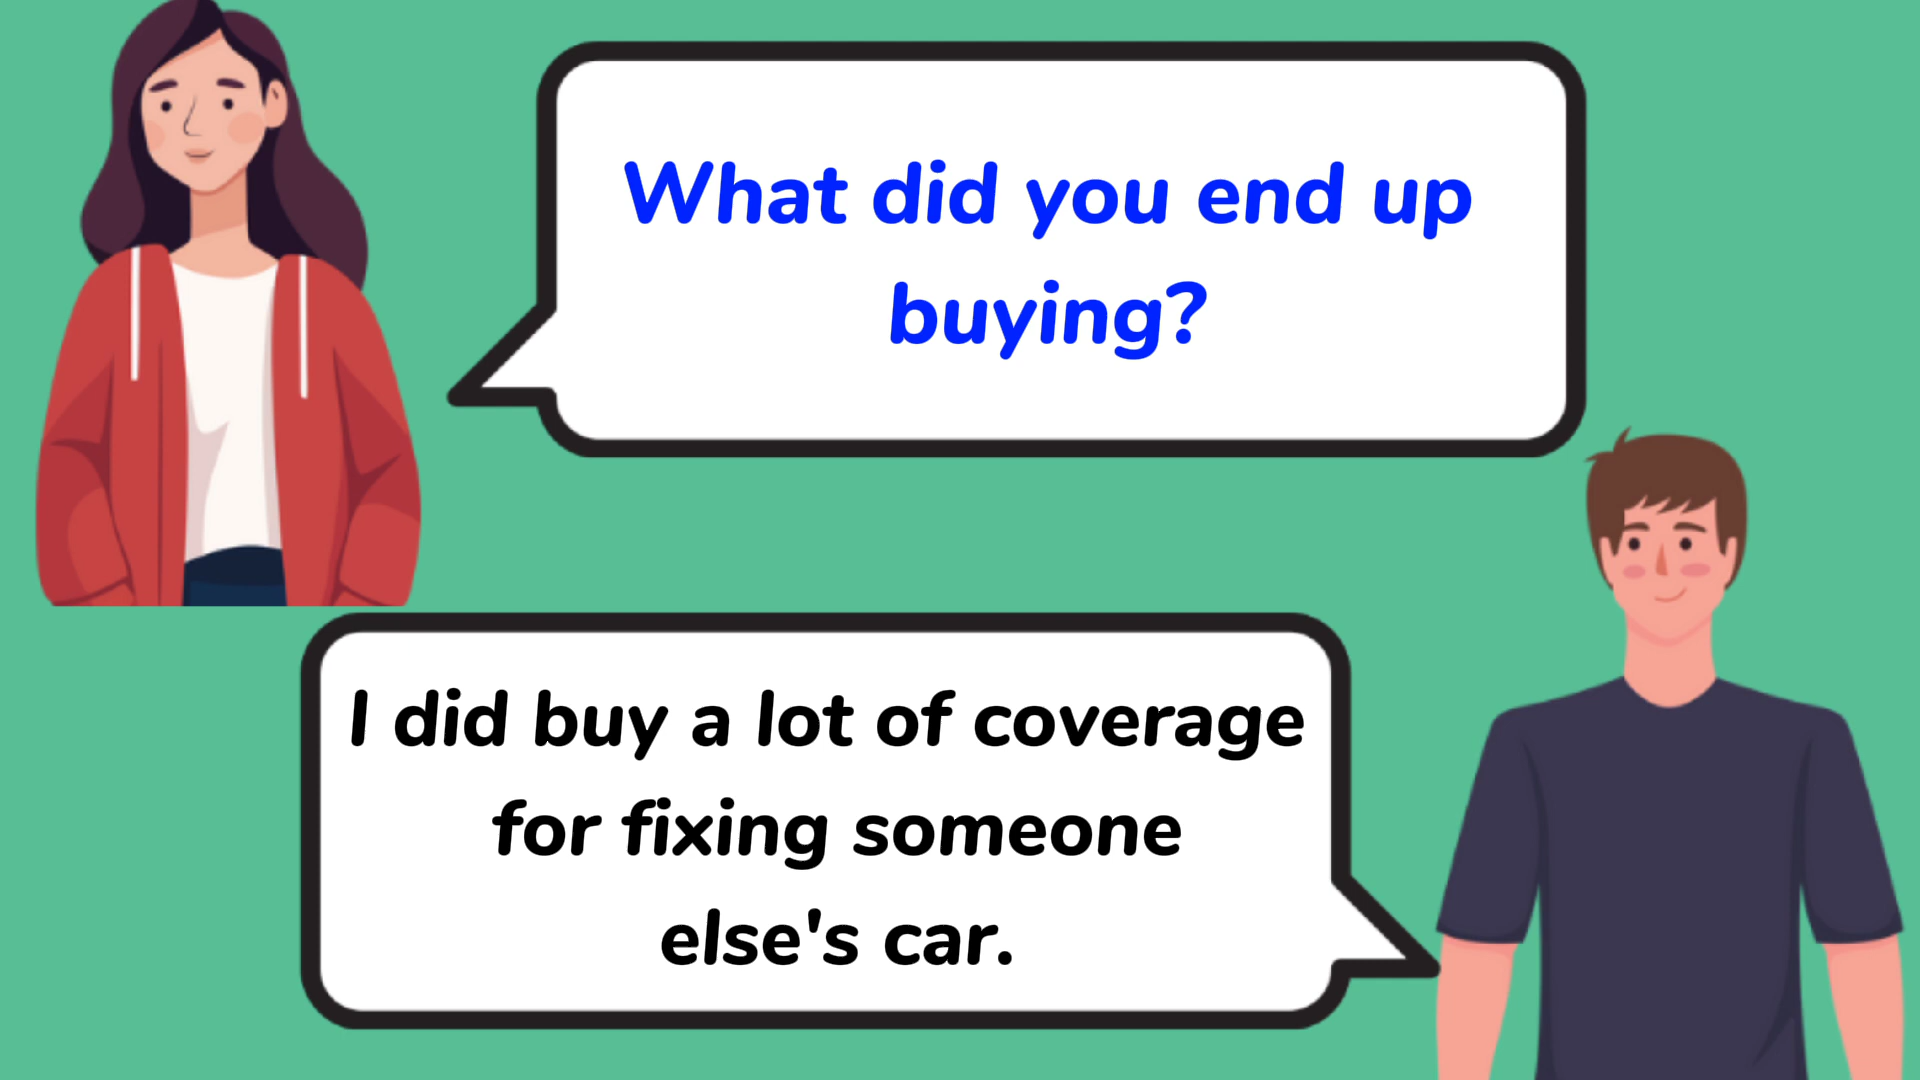 What did you end up
buying?
I did buy a lot of coverage
for fixing someone
else's car.